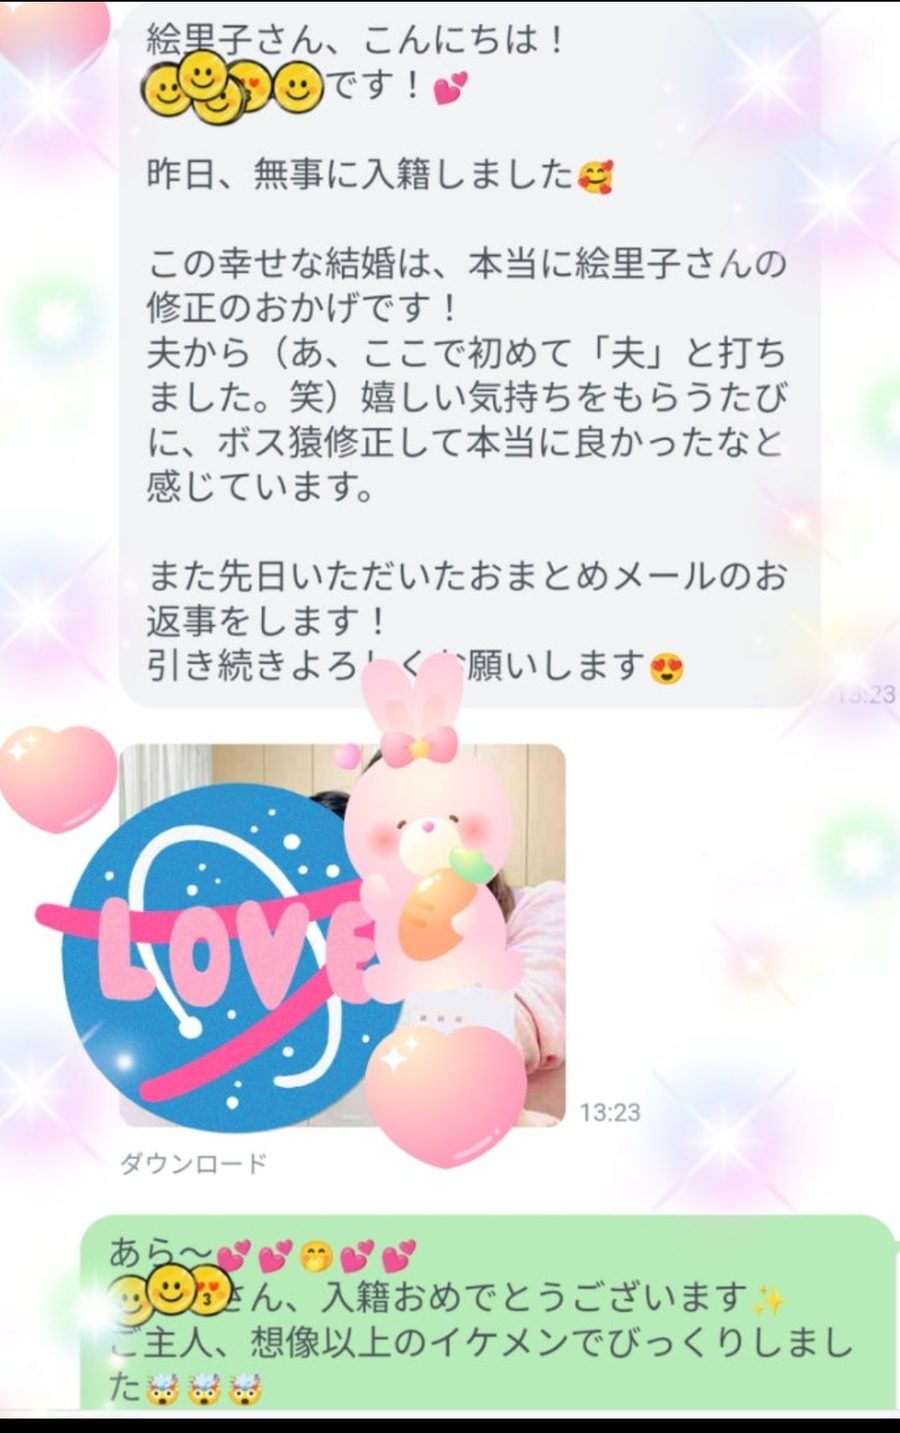 絵里子さん、こんにちは！
です！💕
昨日、無事に入籍しました🥰
この幸せな結婚は、本当に絵里子さんの
修正のおかげです！
夫から（あ、ここで初めて「夫」と打ち
ました。笑）嬉しい気持ちをもらうたび
に、ボス猿修正して本当に良かったなと
感じています。
また先日いただいたおまとめメールのお
返事をします！
引き続きよろしくお願いします😍
13:23
LOVE
13:23
ダウンロード
あら〜💕💕🤭💕💕
さん、入籍おめでとうございます✨
ご主人、想像以上のイケメンでびっくりしまし
た🤯🤯🤯